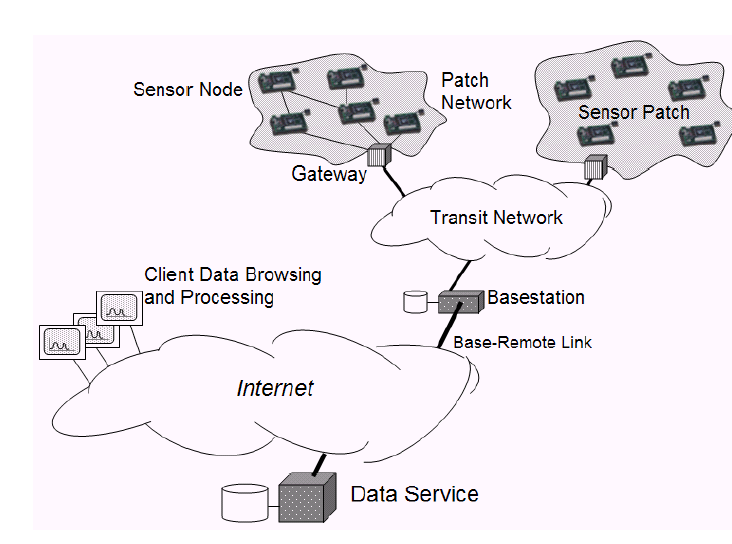 Sensor Node
Patch
Network
Sensor Patch
Gateway
Transit Network
Client Data Browsing
and Processing
Basestation
Base-Remote Link
Internet
Data Service